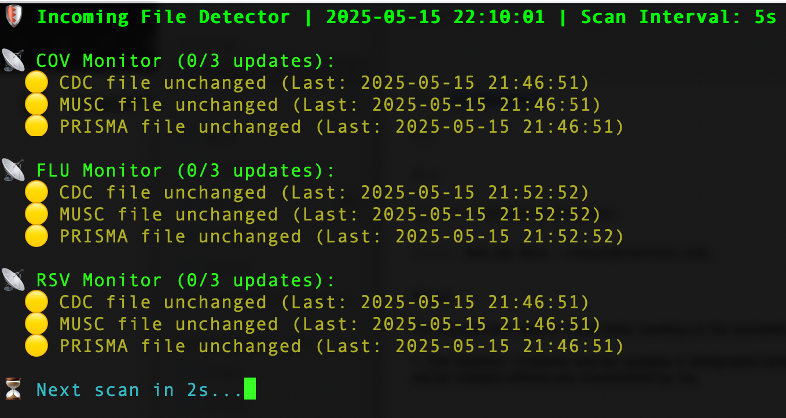 Incoming File Detector | 2025-05-15 22:10:01 | Scan Interval: 5s
COV Monitor (0/3 updates):
CDC file unchanged (Last: 2025-05-15 21:46:51)
MUSC file unchanged (Last: 2025-05-15 21:46:51)
PRISMA file unchanged (Last: 2025-05-15 21:46:51)
FLU Monitor (0/3 updates):
CDC file unchanged (Last: 2025-05-15 21:52:52)
MUSC file unchanged (Last: 2025-05-15 21:52:52)
PRISMA file unchanged (Last: 2025-05-15 21:52:52)
RSV Monitor (0/3 updates):
CDC file unchanged (Last: 2025-05-15 21:46:51)
MUSC file unchanged (Last: 2025-05-15 21:46:51)
PRISMA file unchanged (Last: 2025-05-15 21:46:51)
Next scan in 2s...